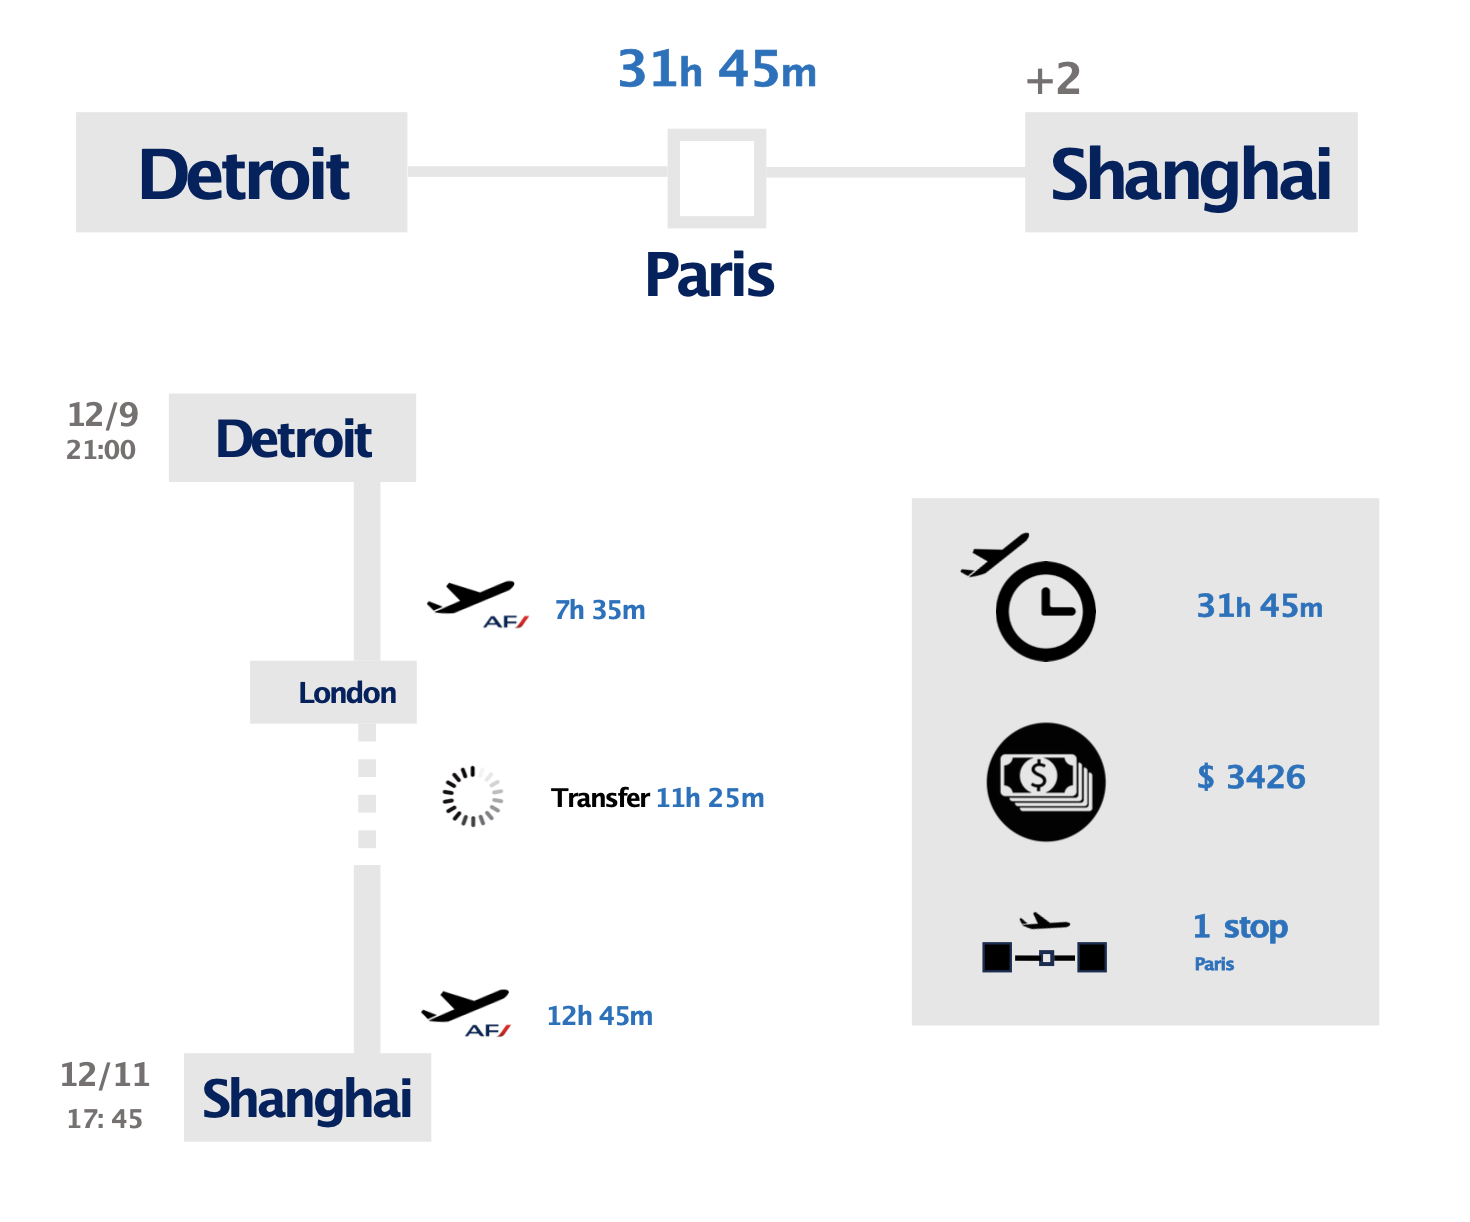 31h 45m
+2
Detroit
Shanghai
Paris
12/9
21:00
Detroit
AF
7h 35m
London
Transfer 11h 25m
AF
12h 45m
12/11
17: 45
Shanghai
31h 45m
$
$ 3426
1 stop
Paris